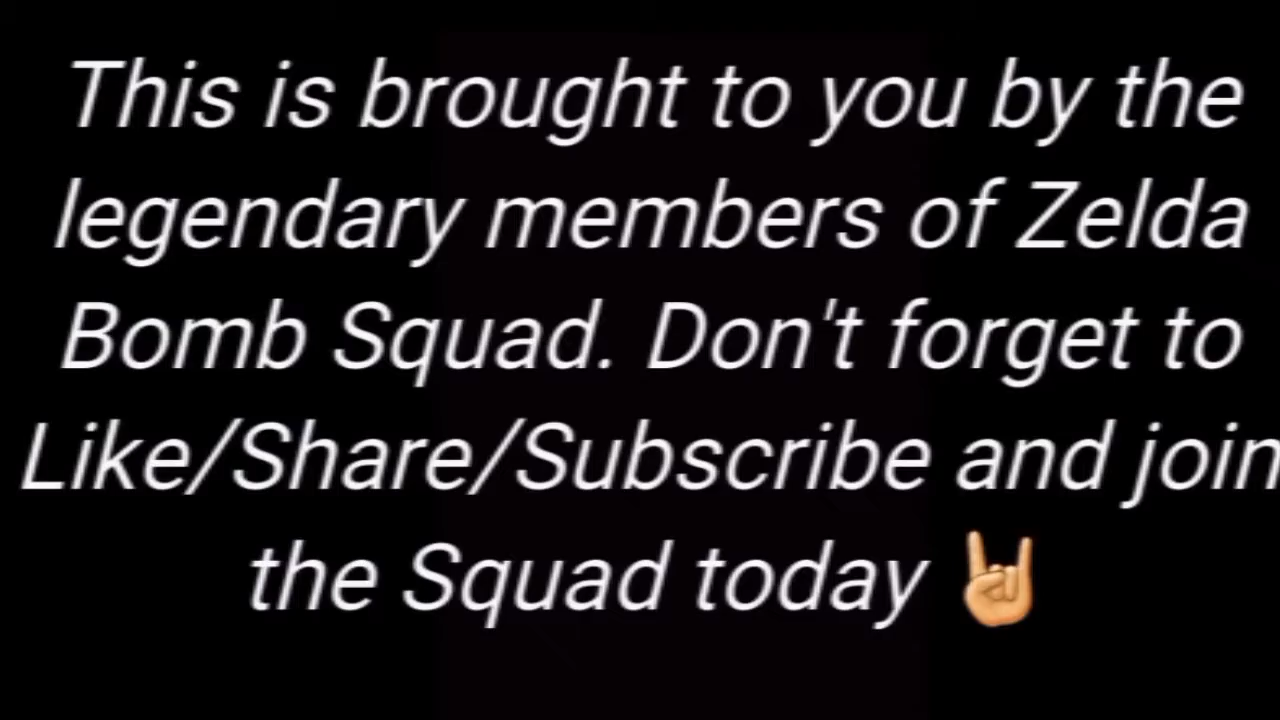 This is brought to you by the
legendary members of Zelda
Bomb Squad. Don't forget to
Like/Share/Subscribe and join
the Squad today 🤘